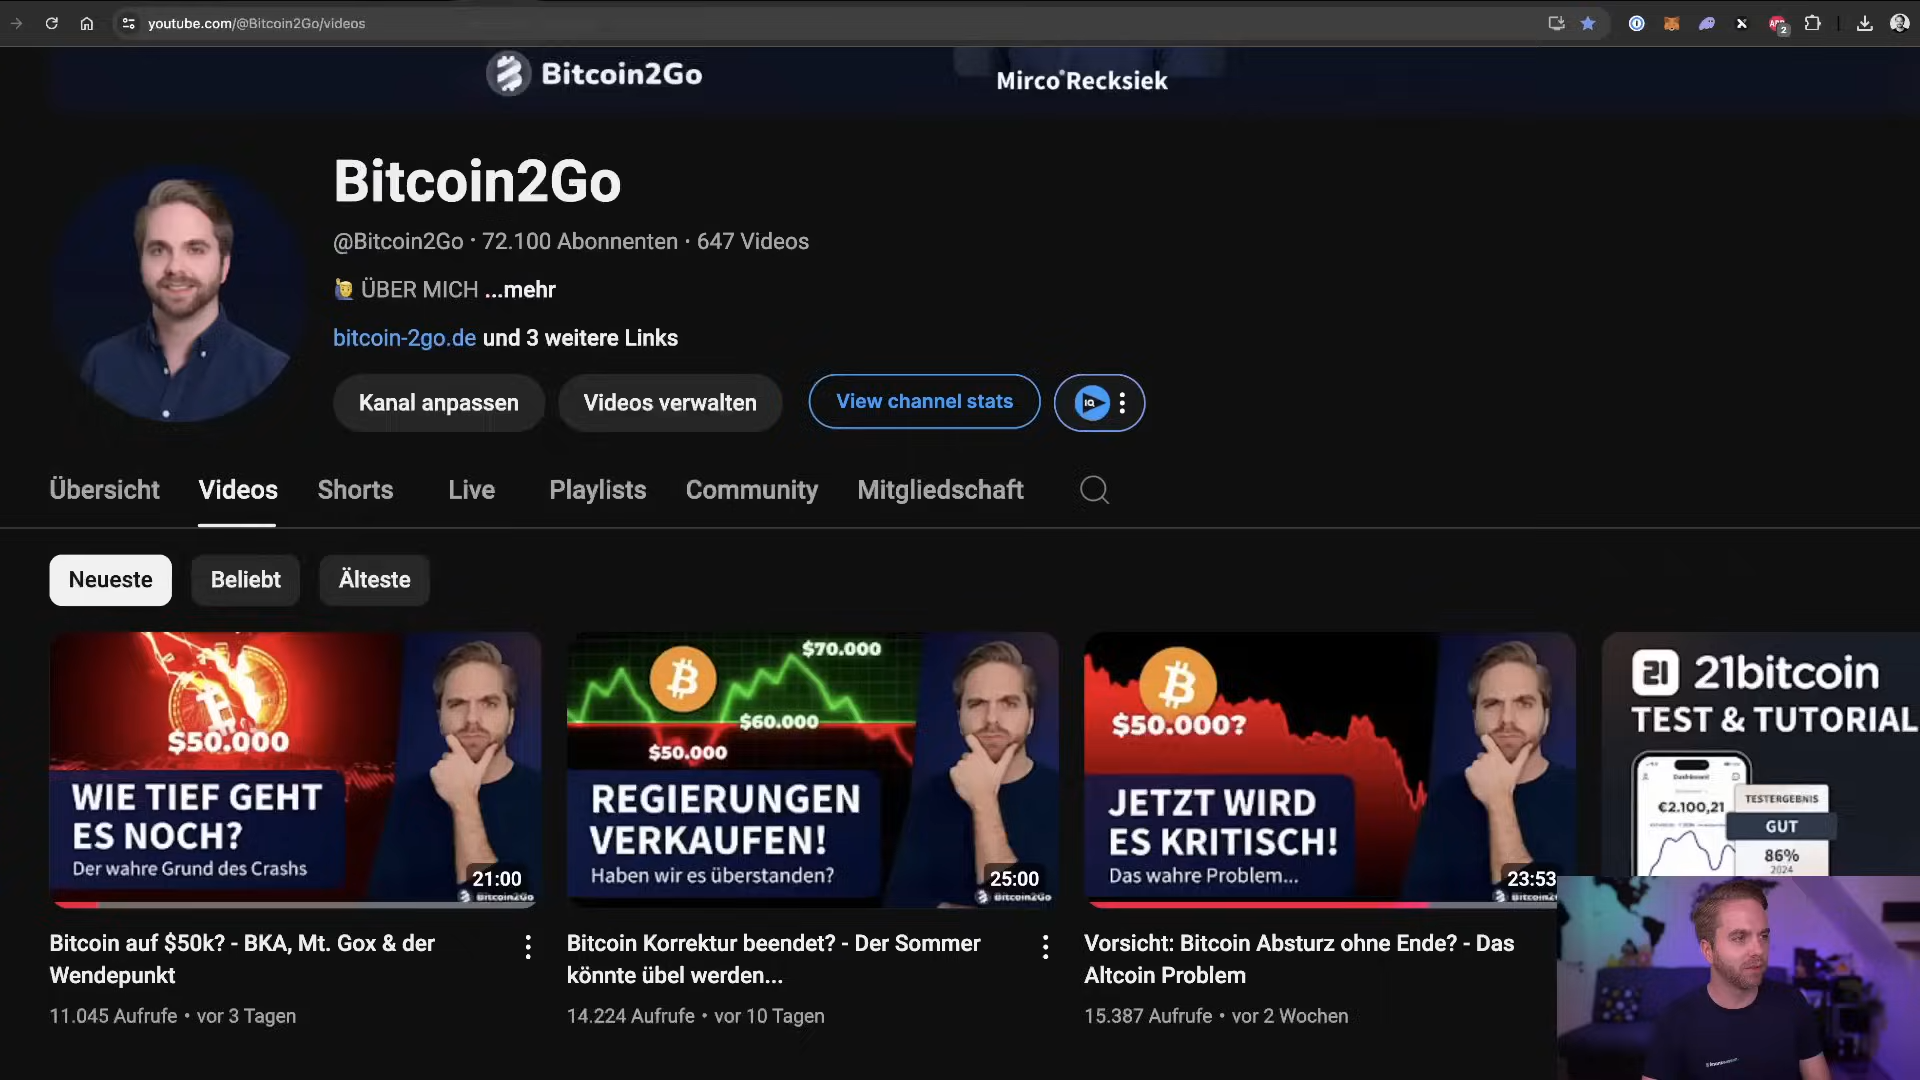 youtube.com/@Bitcoin2Go/videos
2
Bitcoin2Go
Mirco Recksiek
Bitcoin2Go
@Bitcoin2Go · 72.100 Abonnenten · 647 Videos
🙋‍♂️ ÜBER MICH ...mehr
bitcoin-2go.de und 3 weitere Links
Kanal anpassen
Videos verwalten
View channel stats
IQ
Übersicht
Videos
Shorts
Live
Playlists
Community
Mitgliedschaft
Neueste
Beliebt
Älteste
$50.000
WIE TIEF GEHT
ES NOCH?
Der wahre Grund des Crashs
21:00
Bitcoin2Go
Bitcoin auf $50k? - BKA, Mt. Gox & der
Wendepunkt
11.045 Aufrufe • vor 3 Tagen
$70.000
$60.000
$50.000
REGIERUNGEN
VERKAUFEN!
Haben wir es überstanden?
25:00
Bitcoin2Go
Bitcoin Korrektur beendet? - Der Sommer
könnte übel werden...
14.224 Aufrufe • vor 10 Tagen
$50.000?
JETZT WIRD
ES KRITISCH!
Das wahre Problem...
23:53
Vorsicht: Bitcoin Absturz ohne Ende? - Das
Altcoin Problem
15.387 Aufrufe • vor 2 Wochen
21 21bitcoin
TEST & TUTORIAL
Dashboard
€2.100,21
TESTERGEBNIS
GUT
86%
2024